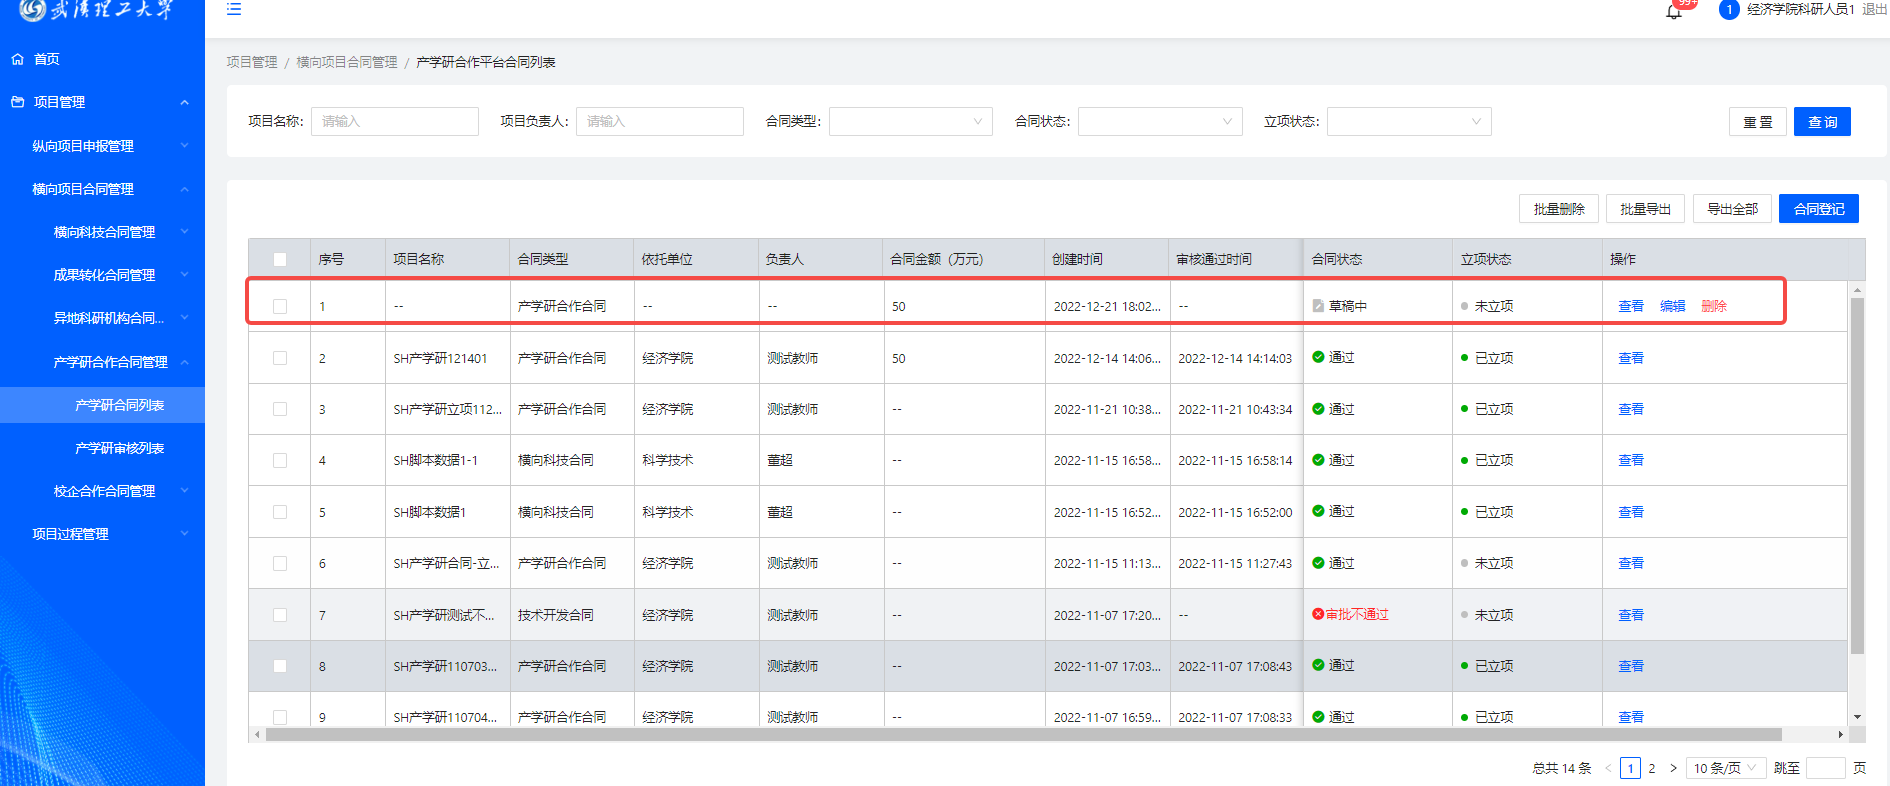 武汉理工大学
99+
1 经济学院科研人员1 退出
首页
项目管理
纵向项目申报管理
横向项目合同管理
横向科技合同管理
成果转化合同管理
异地科研机构合同...
产学研合作合同管理
产学研合同列表
产学研审核列表
校企合作合同管理
项目过程管理
项目管理 / 横向项目合同管理 / 产学研合作平台合同列表
项目名称: 请输入 项目负责人: 请输入 合同类型: 合同状态: 立项状态: 重 置 查 询
批量删除 批量导出 导出全部 合同登记
序号 项目名称 合同类型 依托单位 负责人 合同金额（万元） 创建时间 审核通过时间 合同状态 立项状态 操作
1 -- 产学研合作合同 -- -- 50 2022-12-21 18:02... -- 草稿中 未立项 查看 编辑 删除
2 SH产学研121401 产学研合作合同 经济学院 测试教师 50 2022-12-14 14:06... 2022-12-14 14:14:03 通过 已立项 查看
3 SH产学研立项112... 产学研合作合同 经济学院 测试教师 -- 2022-11-21 10:38... 2022-11-21 10:43:34 通过 已立项 查看
4 SH脚本数据1-1 横向科技合同 科学技术 董超 -- 2022-11-15 16:58... 2022-11-15 16:58:14 通过 已立项 查看
5 SH脚本数据1 横向科技合同 科学技术 董超 -- 2022-11-15 16:52... 2022-11-15 16:52:00 通过 已立项 查看
6 SH产学研合同-立... 产学研合作合同 经济学院 测试教师 -- 2022-11-15 11:13... 2022-11-15 11:27:43 通过 未立项 查看
7 SH产学研测试不... 技术开发合同 经济学院 测试教师 -- 2022-11-07 17:20... -- 审批不通过 未立项 查看
8 SH产学研110703... 产学研合作合同 经济学院 测试教师 -- 2022-11-07 17:03... 2022-11-07 17:08:43 通过 已立项 查看
9 SH产学研110704... 产学研合作合同 经济学院 测试教师 -- 2022-11-07 16:59... 2022-11-07 17:08:33 通过 已立项 查看
总共 14 条 < 1 2 > 10 条/页 跳至 页